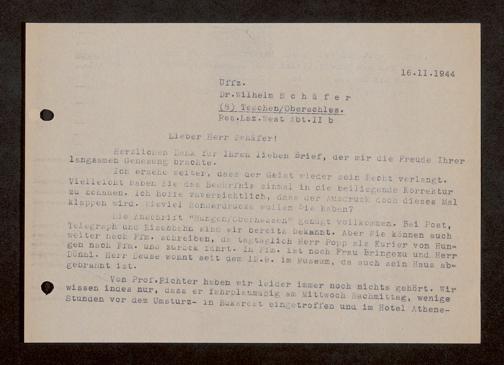 16.II.1944
Uffz.
Dr.Wilhelm S c h ä f e r
(8) Teschen/Oberschles.
Res.Laz.West Abt.II b
Lieber Herr Schäfer!
Herzlichen Dank für Ihren lieben Brief, der mir die Freude Ihrer
langsamen Genesung brachte.
Ich ersehe weiter, dass der Geist wieder sein Recht verlangt.
Vielleicht haben Sie das Bedürfnis einmal in die beiliegende Korrektur
zu schauen. Ich hoffe zuversichtlich, dass der Ausdruck doch dieses Mal
klappen wird. Wieviel Sonderdrucke wollen Sie haben?
Die Anschrift "Hungen/Oberhessen" genügt vollkommen. Bei Post,
Telegraph und Eisenbahn sind wir bereits bekannt. Aber Sie können auch
weiter nach Ffm. schreiben, da tagtäglich Herr Popp als Kurier von Hun-
gen nach Ffm. und zurück fährt. In Ffm. ist noch Frau Bringezu und Herr
Herr Deuse wohnt seit dem im Museum, da auch sein Haus ab-
gebrannt ist.
Von Prof.Richter haben wir leider immer noch nichts gehört. Wir
wissen indes nur, dass er fahrplanmäßig am Mittwoch Nachmittag, wenige
Stunden vor dem Umsturz- in Bukarest eingetroffen und im Hotel Athene-